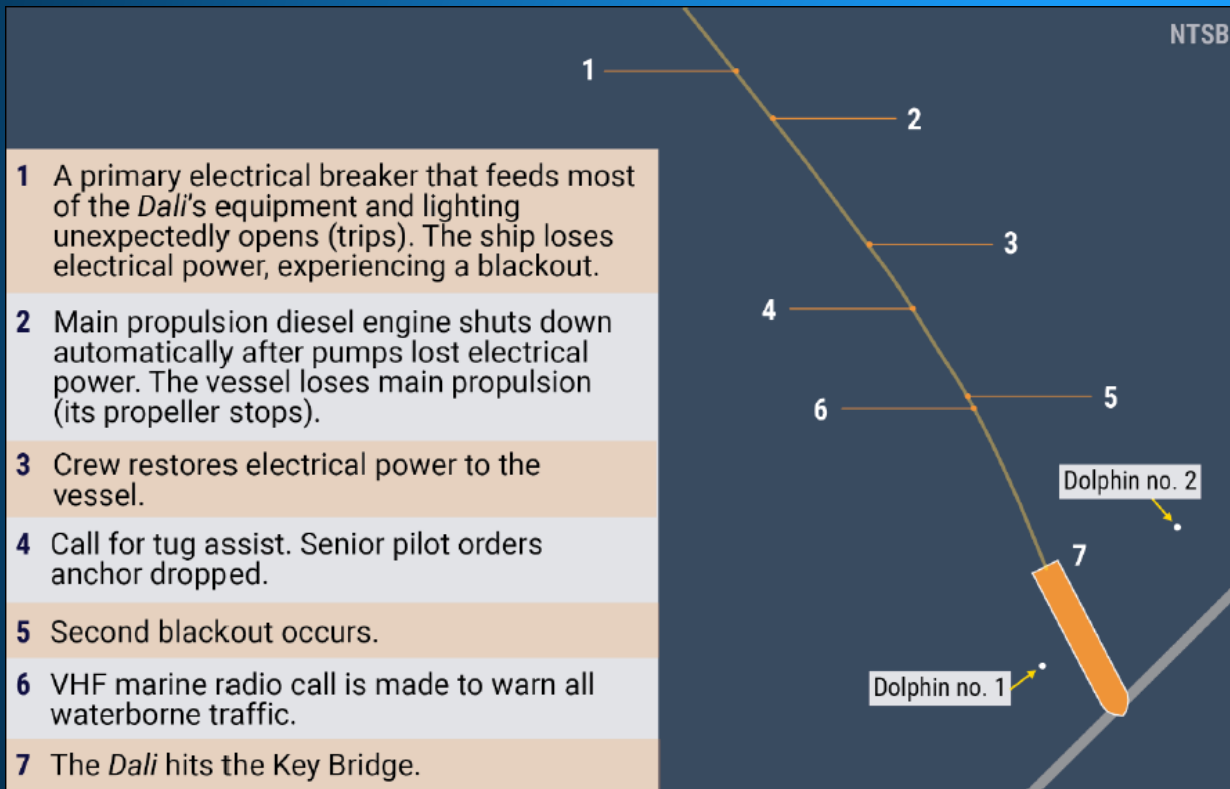 NTSB
1
2
3
4
5
6
7
Dolphin no. 2
Dolphin no. 1
1 A primary electrical breaker that feeds most
of the Dali's equipment and lighting
unexpectedly opens (trips). The ship loses
electrical power, experiencing a blackout.
2 Main propulsion diesel engine shuts down
automatically after pumps lost electrical
power. The vessel loses main propulsion
(its propeller stops).
3 Crew restores electrical power to the
vessel.
4 Call for tug assist. Senior pilot orders
anchor dropped.
5 Second blackout occurs.
6 VHF marine radio call is made to warn all
waterborne traffic.
7 The Dali hits the Key Bridge.